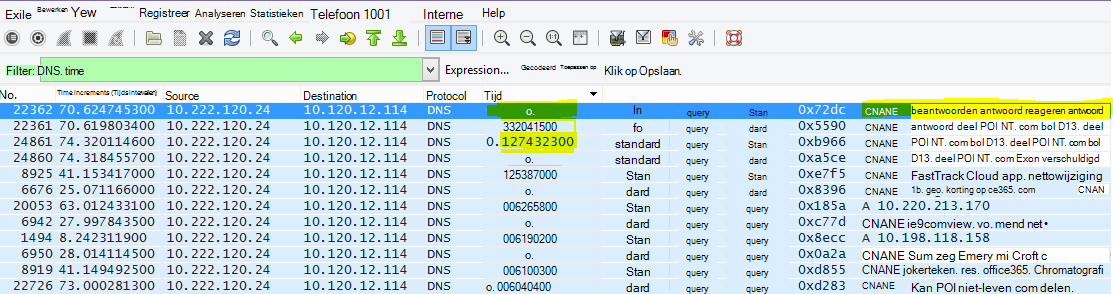 Exile Bewerken Yew Registreer Analyseren Statistieken Telefoon 1001 Interne Help
Filter: DNS. time Expression... Gecodeerd Toepassen op Klik op Opslaan.
No. Time Increments (Tijdsintervaller) Source Destination Protocol Tijd
22362 70.624745300 10.222.120.24 10.120.12.114 DNS o. In query Stan 0x72dc CNANE beantwoorden antwoord reageren antwoord
22361 70.619803400 10.222.120.24 10.120.12.114 DNS 332041500 fo query dard 0x5590 CNANE antwoord deel POI NT. com bol D13. deel
24861 74.320114600 10.222.120.24 10.120.12.114 DNS 0.127432300 standard query query 0xb966 CNANE POI NT. com bol D13. deel POI NT. com bol
24860 74.318455700 10.222.120.24 10.120.12.114 DNS o. standard query query 0xa5ce CNANE D13. deel POI NT. com Exon verschuldigd
8925 41.153417000 10.222.120.24 10.120.12.114 DNS 125387000 Stan query Stan 0xe7f5 CNANE FastTrack Cloud app. nettowijziging
6676 25.071166000 10.222.120.24 10.120.12.114 DNS o. dard query dard 0x8396 CNANE 1b. geo. korting op ce365. com CNAN
20053 63.012433100 10.222.120.24 10.120.12.114 DNS 006265800 Stan query query 0x185a A 10.220.213.170
6942 27.997843500 10.222.120.24 10.120.12.114 DNS o. dard query query 0xc77d CNANE ie9comview. vo. mend net•
1494 8.242311900 10.222.120.24 10.120.12.114 DNS 006190200 Stan query query 0x8ecc A 10.198.118.158
6950 28.014114500 10.222.120.24 10.120.12.114 DNS o. dard query query 0x0a2a CNANE Sum zeg Emery mi Croft c
8919 41.149492500 10.222.120.24 10.120.12.114 DNS 006100300 Stan query query 0xd855 CNANE jokerteken. res. office365. Chromatografi
22726 73.000281300 10.222.120.24 10.120.12.114 DNS o. 006040400 dard query query 0xd283 CNANE Kan POI niet-leven com delen.